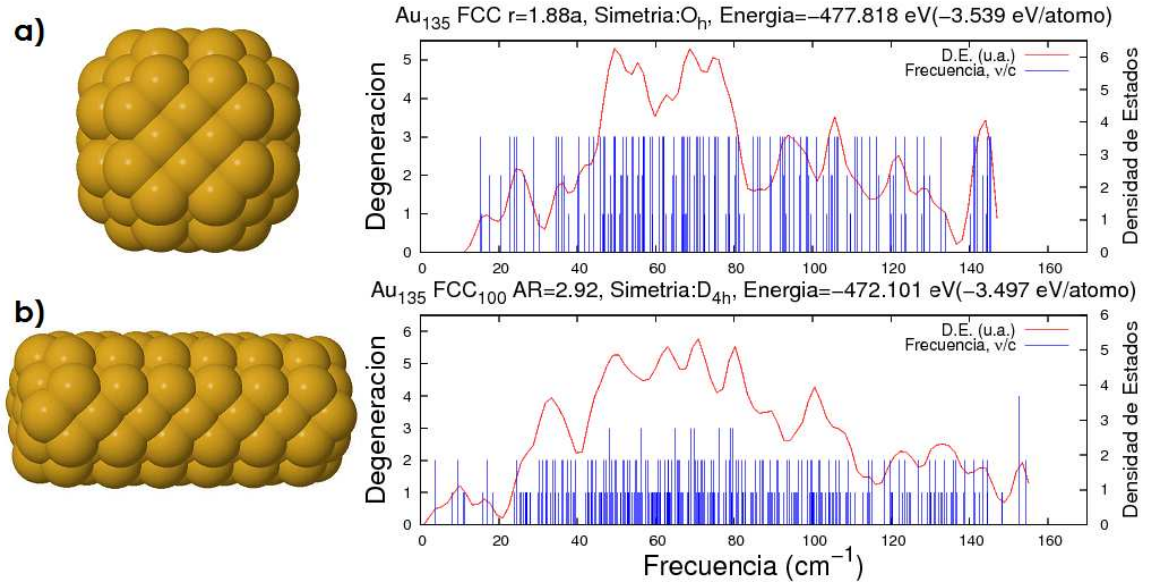 a)
Au135 FCC r=1.88a, Simetria:Oh, Energia=−477.818 eV(−3.539 eV/atomo)
D.E. (u.a.)
Frecuencia, ν/c
Degeneracion
Densidad de Estados
5
4
3
2
1
0
6
5
4
3
2
1
0
0 20 40 60 80 100 120 140 160
b)
Au135 FCC100 AR=2.92, Simetria:D4h, Energia=−472.101 eV(−3.497 eV/atomo)
D.E. (u.a.)
Frecuencia, ν/c
Degeneracion
Densidad de Estados
6
5
4
3
2
1
0
6
5
4
3
2
1
0
0 20 40 60 80 100 120 140 160
Frecuencia (cm−1)